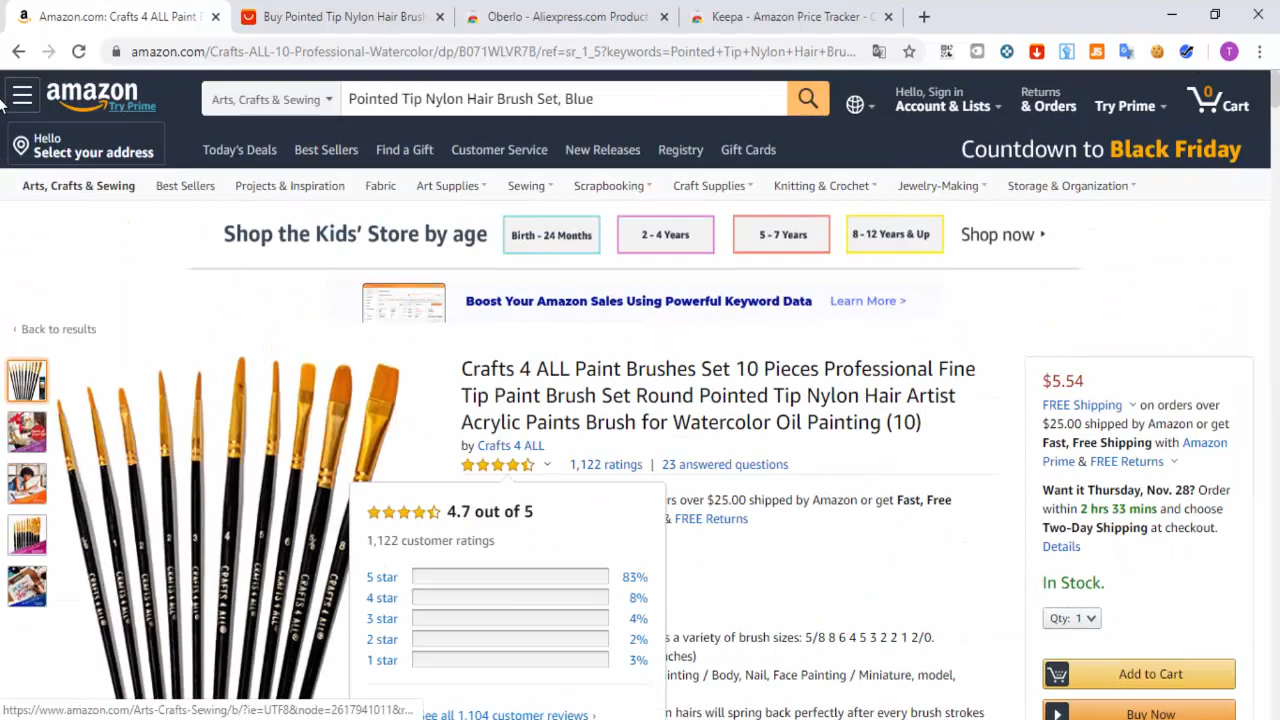 Amazon.com: Crafts 4 ALL Paint
Buy Pointed Tip Nylon Hair Brush
Oberlo - Aliexpress.com Product
Keepa - Amazon Price Tracker - C
amazon.com/Crafts-ALL-10-Professional-Watercolor/dp/B071WLVR7B/ref=sr_1_5?keywords=Pointed+Tip+Nylon+Hair+Bru...
JS
T
amazon
Try Prime
Arts, Crafts & Sewing
Pointed Tip Nylon Hair Brush Set, Blue
Hello, Sign in
Account & Lists
Returns
& Orders
Try Prime
0
Cart
Hello
Select your address
Today's Deals
Best Sellers
Find a Gift
Customer Service
New Releases
Registry
Gift Cards
Countdown to Black Friday
Arts, Crafts & Sewing
Best Sellers
Projects & Inspiration
Fabric
Art Supplies
Sewing
Scrapbooking
Craft Supplies
Knitting & Crochet
Jewelry-Making
Storage & Organization
Shop the Kids' Store by age
Birth - 24 Months
2 - 4 Years
5 - 7 Years
8 - 12 Years & Up
Shop now
Boost Your Amazon Sales Using Powerful Keyword Data
Learn More >
‹ Back to results
Crafts 4 ALL Paint Brushes Set 10 Pieces Professional Fine
Tip Paint Brush Set Round Pointed Tip Nylon Hair Artist
Acrylic Paints Brush for Watercolor Oil Painting (10)
by Crafts 4 ALL
1,122 ratings | 23 answered questions
4.7 out of 5
1,122 customer ratings
5 star 83%
4 star 8%
3 star 4%
2 star 2%
1 star 3%
See all 1,104 customer reviews ›
rs over $25.00 shipped by Amazon or get Fast, Free
& FREE Returns
s a variety of brush sizes: 5/8 8 6 4 5 3 2 2 1 2/0.
ches)
inting / Body, Nail, Face Painting / Miniature, model,
n hairs will spring back perfectly after every brush strokes
$5.54
FREE Shipping on orders over
$25.00 shipped by Amazon or get
Fast, Free Shipping with Amazon
Prime & FREE Returns
Want it Thursday, Nov. 28? Order
within 2 hrs 33 mins and choose
Two-Day Shipping at checkout.
Details
In Stock.
Qty: 1
Add to Cart
Buy Now
CRAFTS 4 ALL
CRAFTS 4 ALL
CRAFTS 4 ALL
CRAFTS 4 ALL
https://www.amazon.com/Arts-Crafts-Sewing/b/?ie=UTF8&node=2617941011&r...